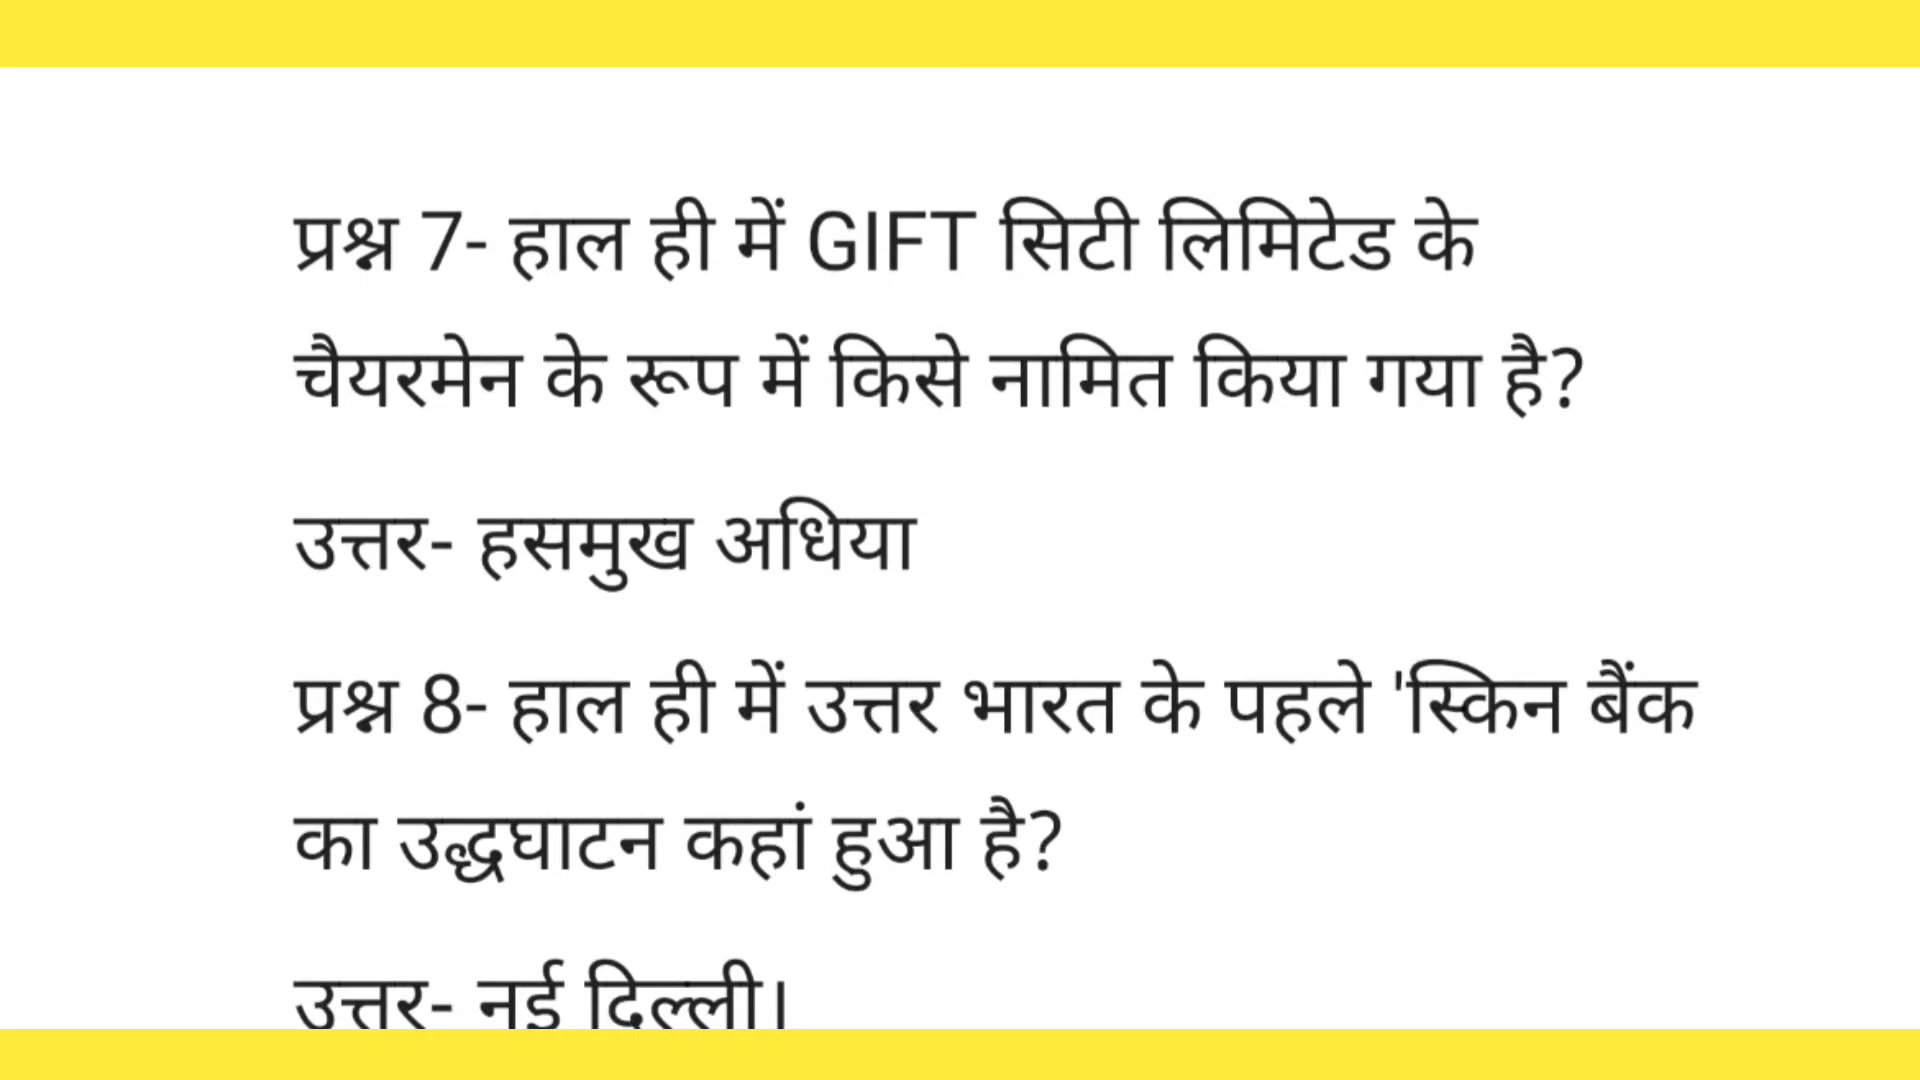 प्रश्न 7- हाल ही में GIFT सिटी लिमिटेड के
चैयरमेन के रूप में किसे नामित किया गया है?
उत्तर- हसमुख अधिया
प्रश्न 8- हाल ही में उत्तर भारत के पहले 'स्किन बैंक
का उद्धघाटन कहां हुआ है?
उत्तर- नई दिल्ली।